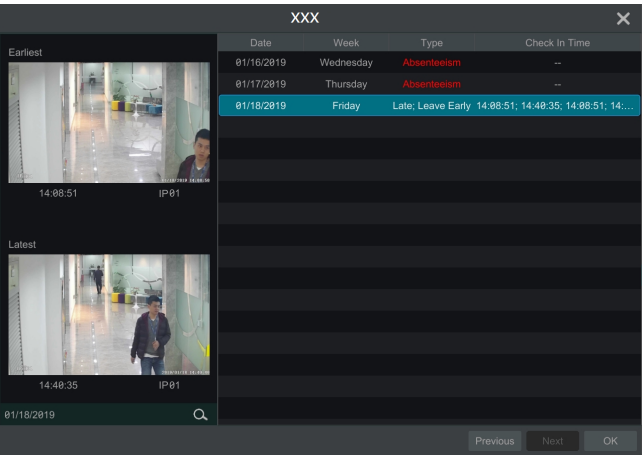 XXX
Earliest
14:08:51 IP01
Latest
14:40:35 IP01
01/18/2019
Date Week Type Check In Time
01/16/2019 Wednesday Absenteeism --
01/17/2019 Thursday Absenteeism --
01/18/2019 Friday Late; Leave Early 14:08:51; 14:40:35; 14:08:51; 14:...
Previous Next OK